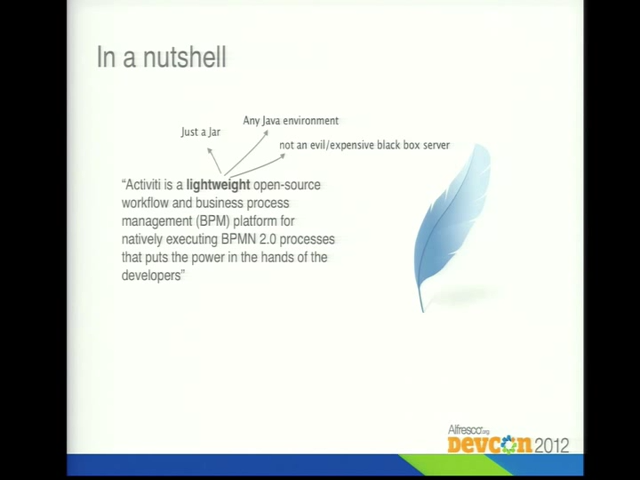 In a nutshell
Any Java environment
Just a Jar
not an evil/expensive black box server
“Activiti is a lightweight open-source
workflow and business process
management (BPM) platform for
natively executing BPMN 2.0 processes
that puts the power in the hands of the
developers”
Alfresco.org
DEVCON 2012